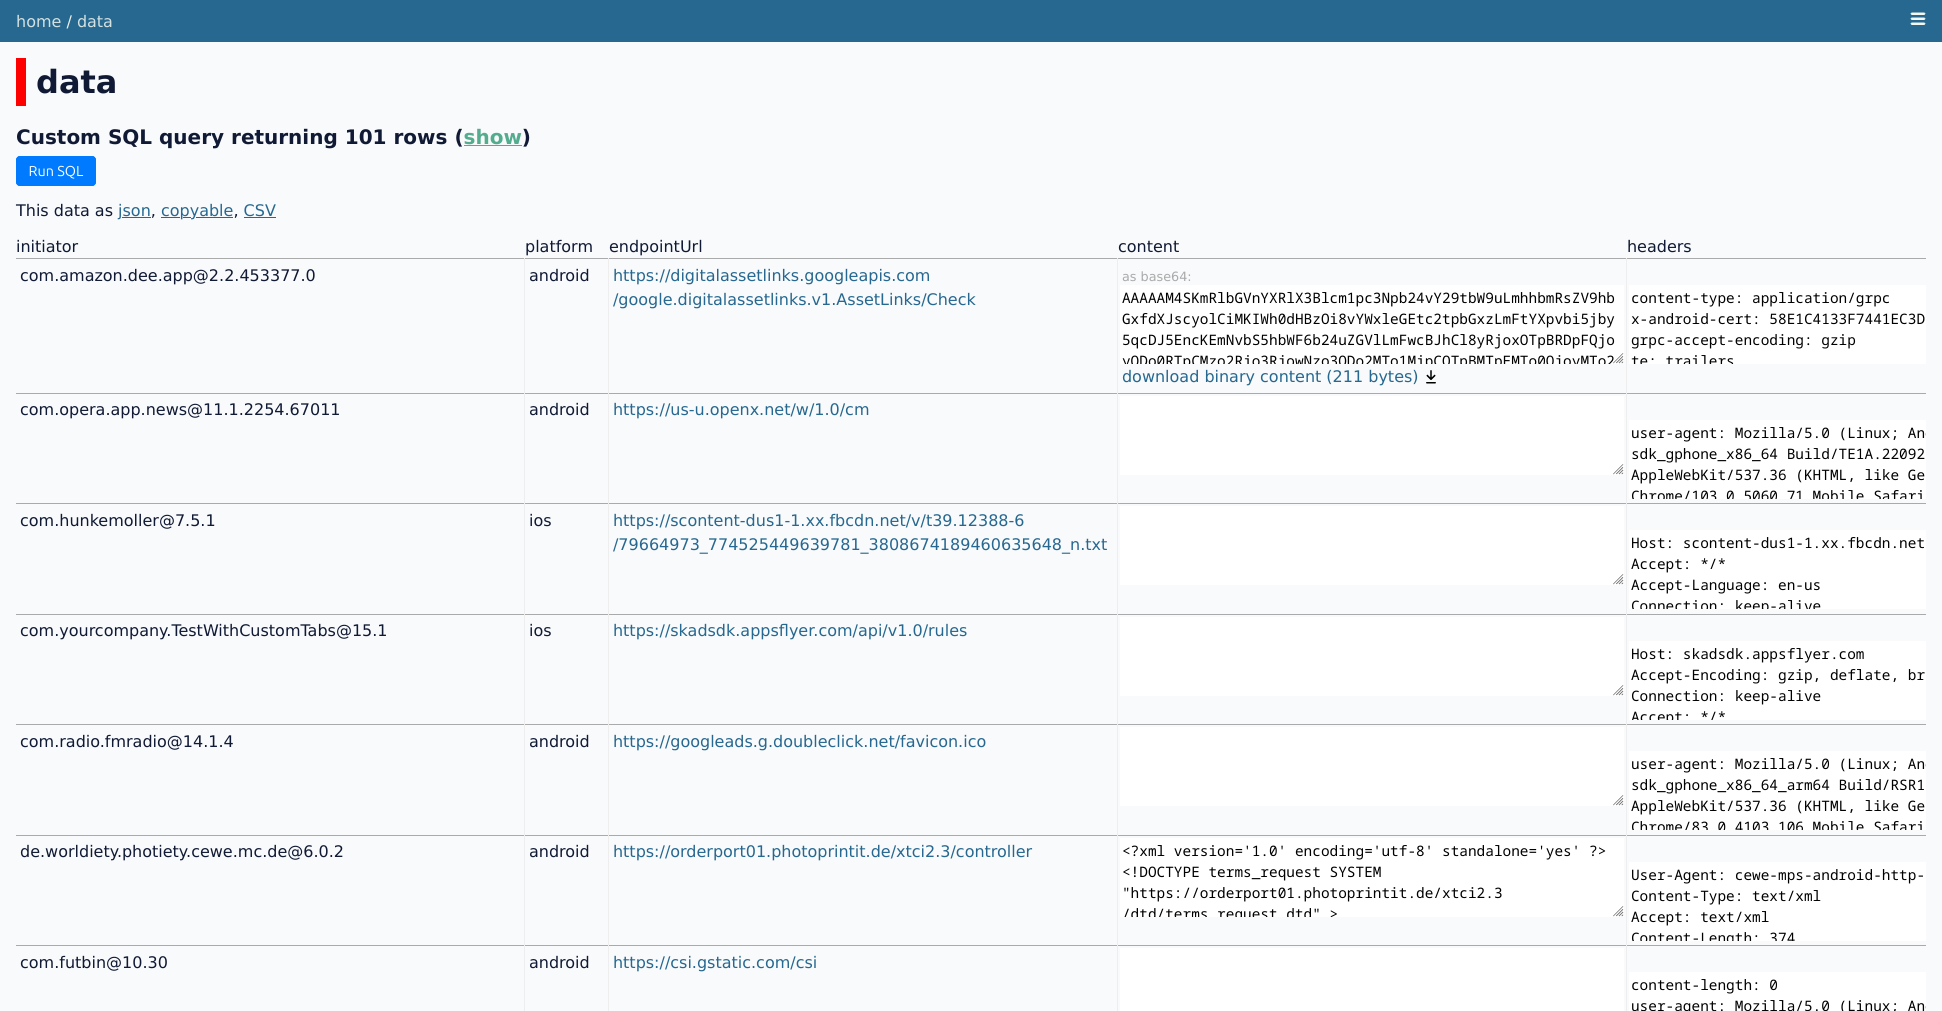 home / data
data
Custom SQL query returning 101 rows (show)
Run SQL
This data as json, copyable, CSV
initiator platform endpointUrl content headers
com.amazon.dee.app@2.2.453377.0 android https://digitalassetlinks.googleapis.com
/google.digitalassetlinks.v1.AssetLinks/Check
as base64:
AAAAAM4SKmRlbGVnYXRlX3Blcm1pc3Npb24vY29tbW9uLmhhbmRsZV9hb
GxfdXJscyolCiMKIWh0dHBzOi8vYWxleGEtc2tpbGxzLmFtYXpvbi5jby
5qcDJ5EncKEmNvbS5hbWF6b24uZGVlLmFwcBJhCl8yRjoxOTpBRDpFQjo
download binary content (211 bytes)
content-type: application/grpc
x-android-cert: 58E1C4133F7441EC3D
grpc-accept-encoding: gzip
te: trailers
com.opera.app.news@11.1.2254.67011 android https://us-u.openx.net/w/1.0/cm
user-agent: Mozilla/5.0 (Linux; An
sdk_gphone_x86_64 Build/TE1A.22092
AppleWebKit/537.36 (KHTML, like Ge
Chrome/103.0.5060.71 Mobile Safari
com.hunkemoller@7.5.1 ios https://scontent-dus1-1.xx.fbcdn.net/v/t39.12388-6
/79664973_774525449639781_3808674189460635648_n.txt
Host: scontent-dus1-1.xx.fbcdn.net
Accept: */*
Accept-Language: en-us
Connection: keep-alive
com.yourcompany.TestWithCustomTabs@15.1 ios https://skadsdk.appsflyer.com/api/v1.0/rules
Host: skadsdk.appsflyer.com
Accept-Encoding: gzip, deflate, br
Connection: keep-alive
Accept: */*
com.radio.fmradio@14.1.4 android https://googleads.g.doubleclick.net/favicon.ico
user-agent: Mozilla/5.0 (Linux; An
sdk_gphone_x86_64_arm64 Build/RSR1
AppleWebKit/537.36 (KHTML, like Ge
Chrome/83.0.4103.106 Mobile Safari
de.worldiety.photiety.cewe.mc.de@6.0.2 android https://orderport01.photoprintit.de/xtci2.3/controller
<?xml version='1.0' encoding='utf-8' standalone='yes' ?>
<!DOCTYPE terms_request SYSTEM
"https://orderport01.photoprintit.de/xtci2.3
/dtd/terms_request.dtd" >
User-Agent: cewe-mps-android-http-
Content-Type: text/xml
Accept: text/xml
Content-Length: 374
com.futbin@10.30 android https://csi.gstatic.com/csi
content-length: 0
user-agent: Mozilla/5.0 (Linux; An